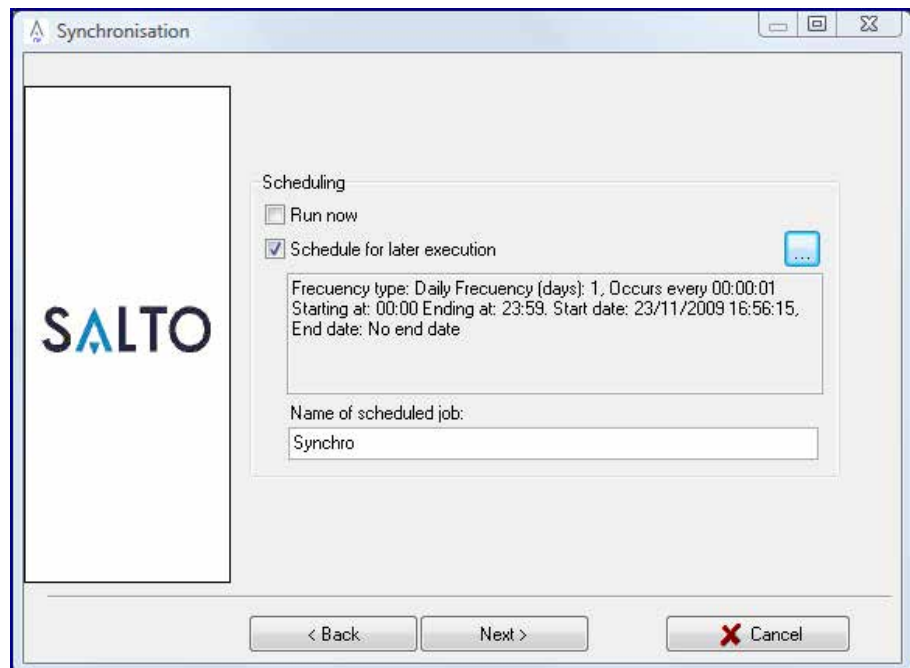 Synchronisation
SALTO
Scheduling
Run now
Schedule for later execution
...
Frecuency type: Daily Frecuency (days): 1, Occurs every 00:00:01
Starting at: 00:00 Ending at: 23:59. Start date: 23/11/2009 16:56:15,
End date: No end date
Name of scheduled job:
Synchro
< Back
Next >
Cancel